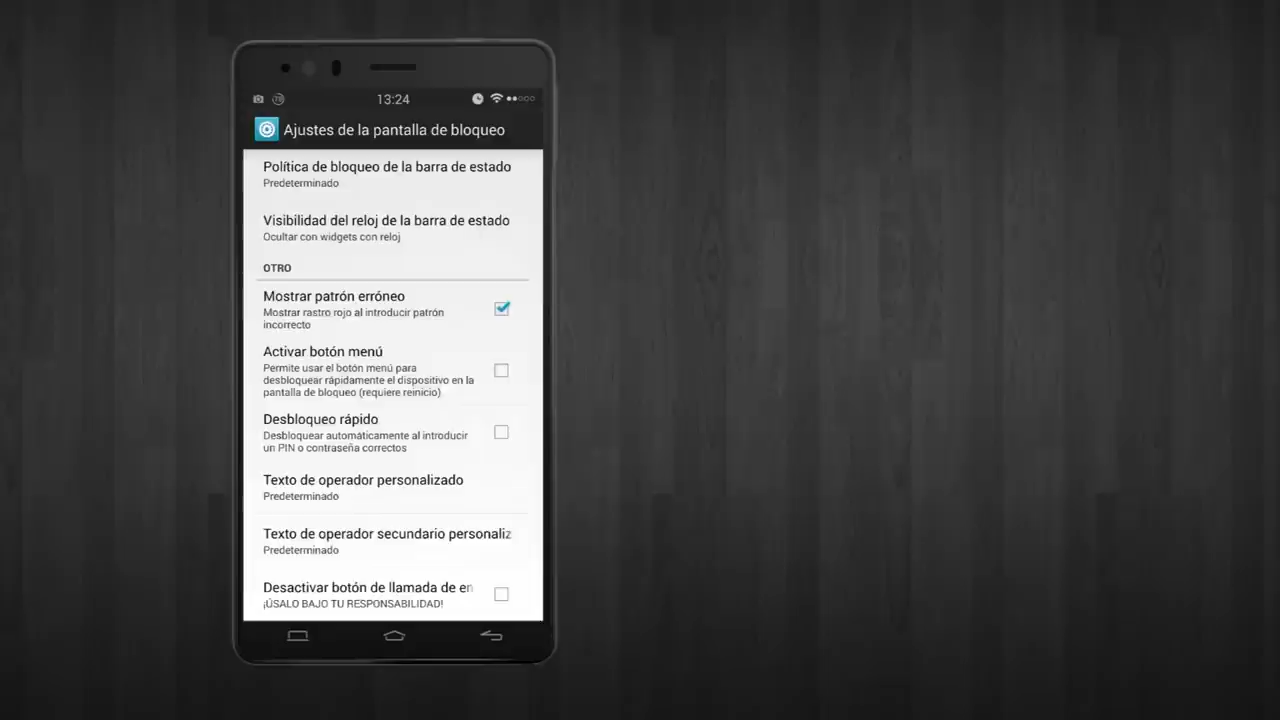 78
13:24
Ajustes de la pantalla de bloqueo
Política de bloqueo de la barra de estado
Predeterminado
Visibilidad del reloj de la barra de estado
Ocultar con widgets con reloj
OTRO
Mostrar patrón erróneo
Mostrar rastro rojo al introducir patrón
incorrecto
Activar botón menú
Permite usar el botón menú para
desbloquear rápidamente el dispositivo en la
pantalla de bloqueo (requiere reinicio)
Desbloqueo rápido
Desbloquear automáticamente al introducir
un PIN o contraseña correctos
Texto de operador personalizado
Predeterminado
Texto de operador secundario personaliz
Predeterminado
Desactivar botón de llamada de en
¡ÚSALO BAJO TU RESPONSABILIDAD!